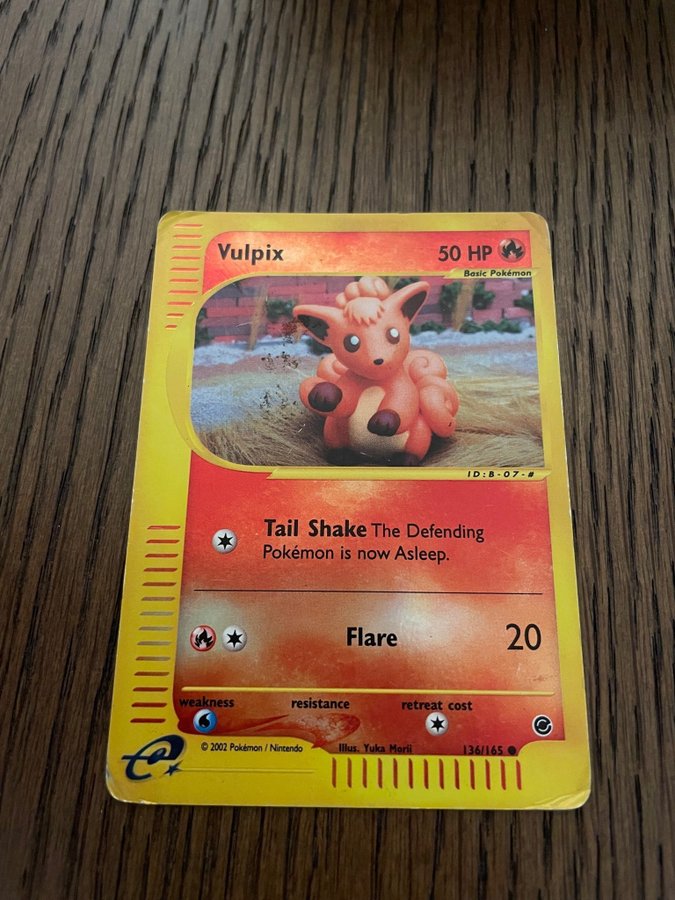 Vulpix 50 HP
Basic Pokémon
ID:B-07-#
Tail Shake The Defending
Pokémon is now Asleep.
Flare 20
weakness resistance retreat cost
© 2002 Pokémon / Nintendo Illus. Yuka Morii 136/165
e